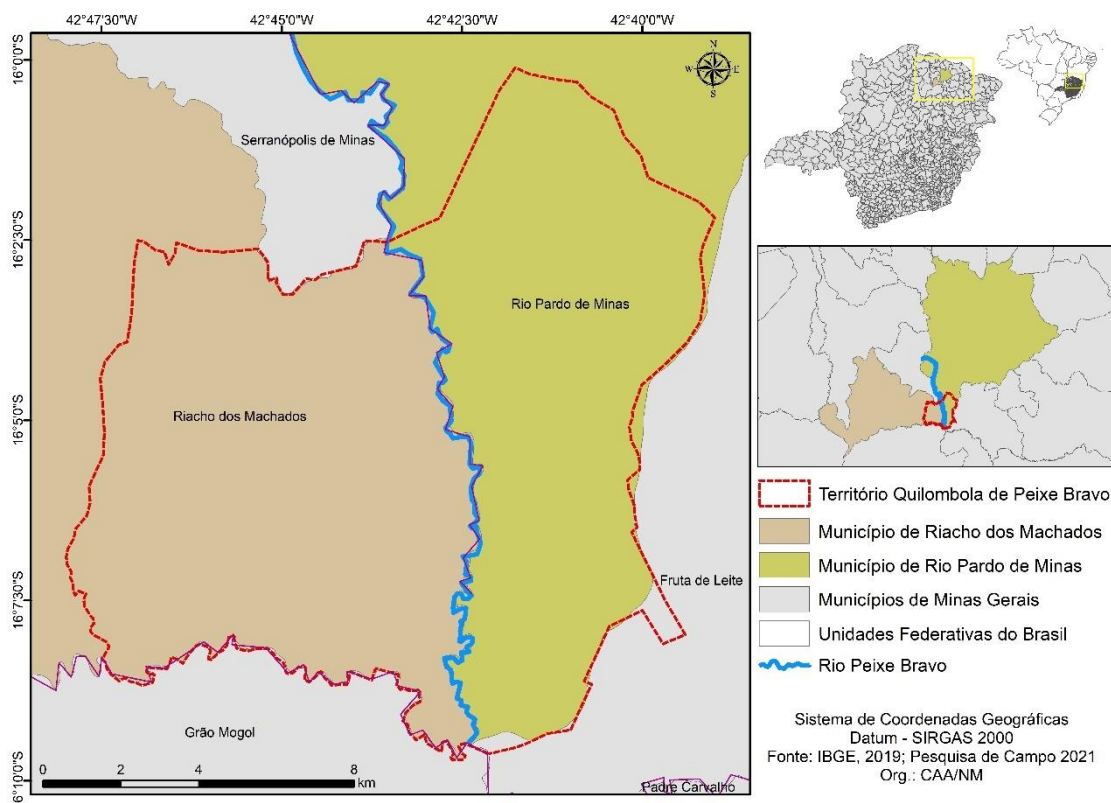 42°47'30"W 42°45'0"W 42°42'30"W 42°40'0"W
16°0'0"S
N
W E
S
Serranópolis de Minas
16°2'30"S
Rio Pardo de Minas
Riacho dos Machados
16°5'0"S
Fruta de Leite
16°7'30"S
Grão Mogol
6°10'0"S
0 2 4 8
km
Padre Carvalho
Território Quilombola de Peixe Bravo
Município de Riacho dos Machados
Município de Rio Pardo de Minas
Municípios de Minas Gerais
Unidades Federativas do Brasil
Rio Peixe Bravo
Sistema de Coordenadas Geográficas
Datum - SIRGAS 2000
Fonte: IBGE, 2019; Pesquisa de Campo 2021
Org.: CAA/NM